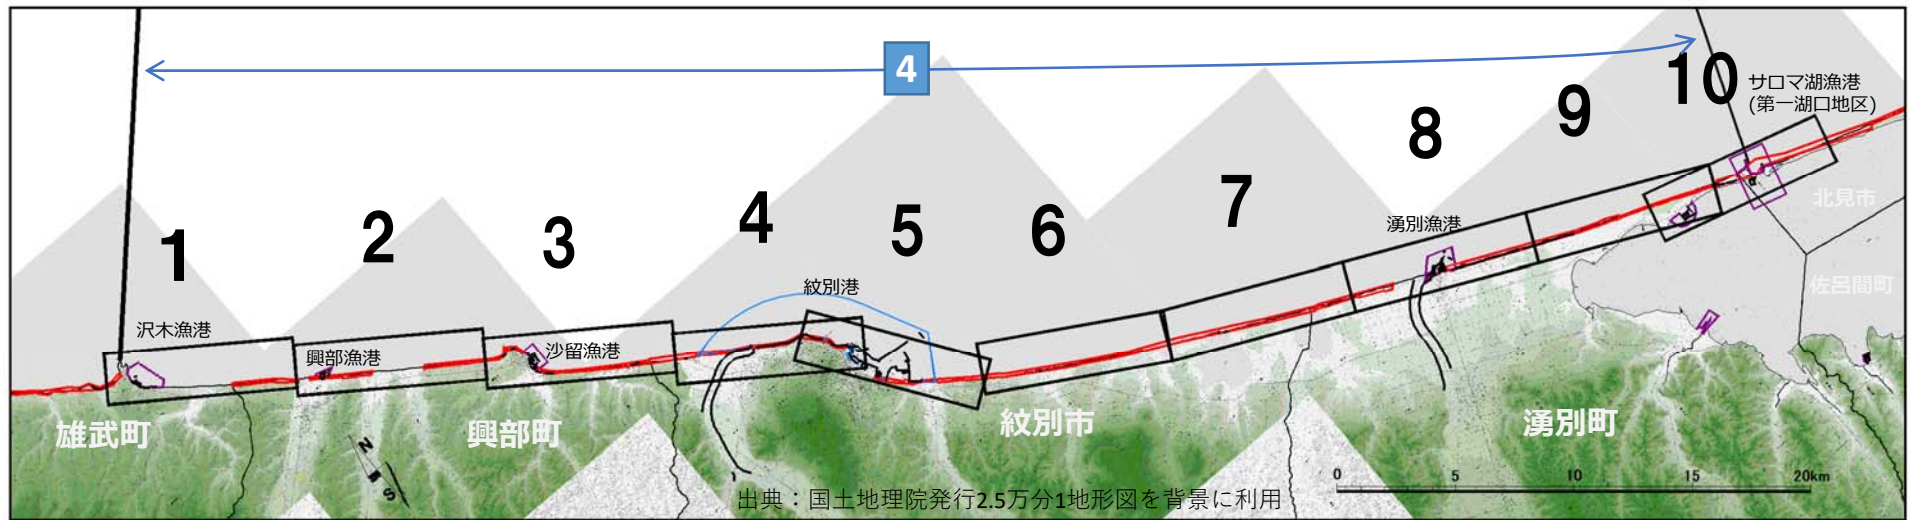 4
1
2
3
4
5
6
7
8
9
10
サロマ湖漁港
(第一湖口地区)
沢木漁港
興部漁港
沙留漁港
紋別港
湧別漁港
北見市
佐呂間町
雄武町
興部町
紋別市
湧別町
N
S
0
5
10
15
20km
出典：国土地理院発行2.5万分1地形図を背景に利用